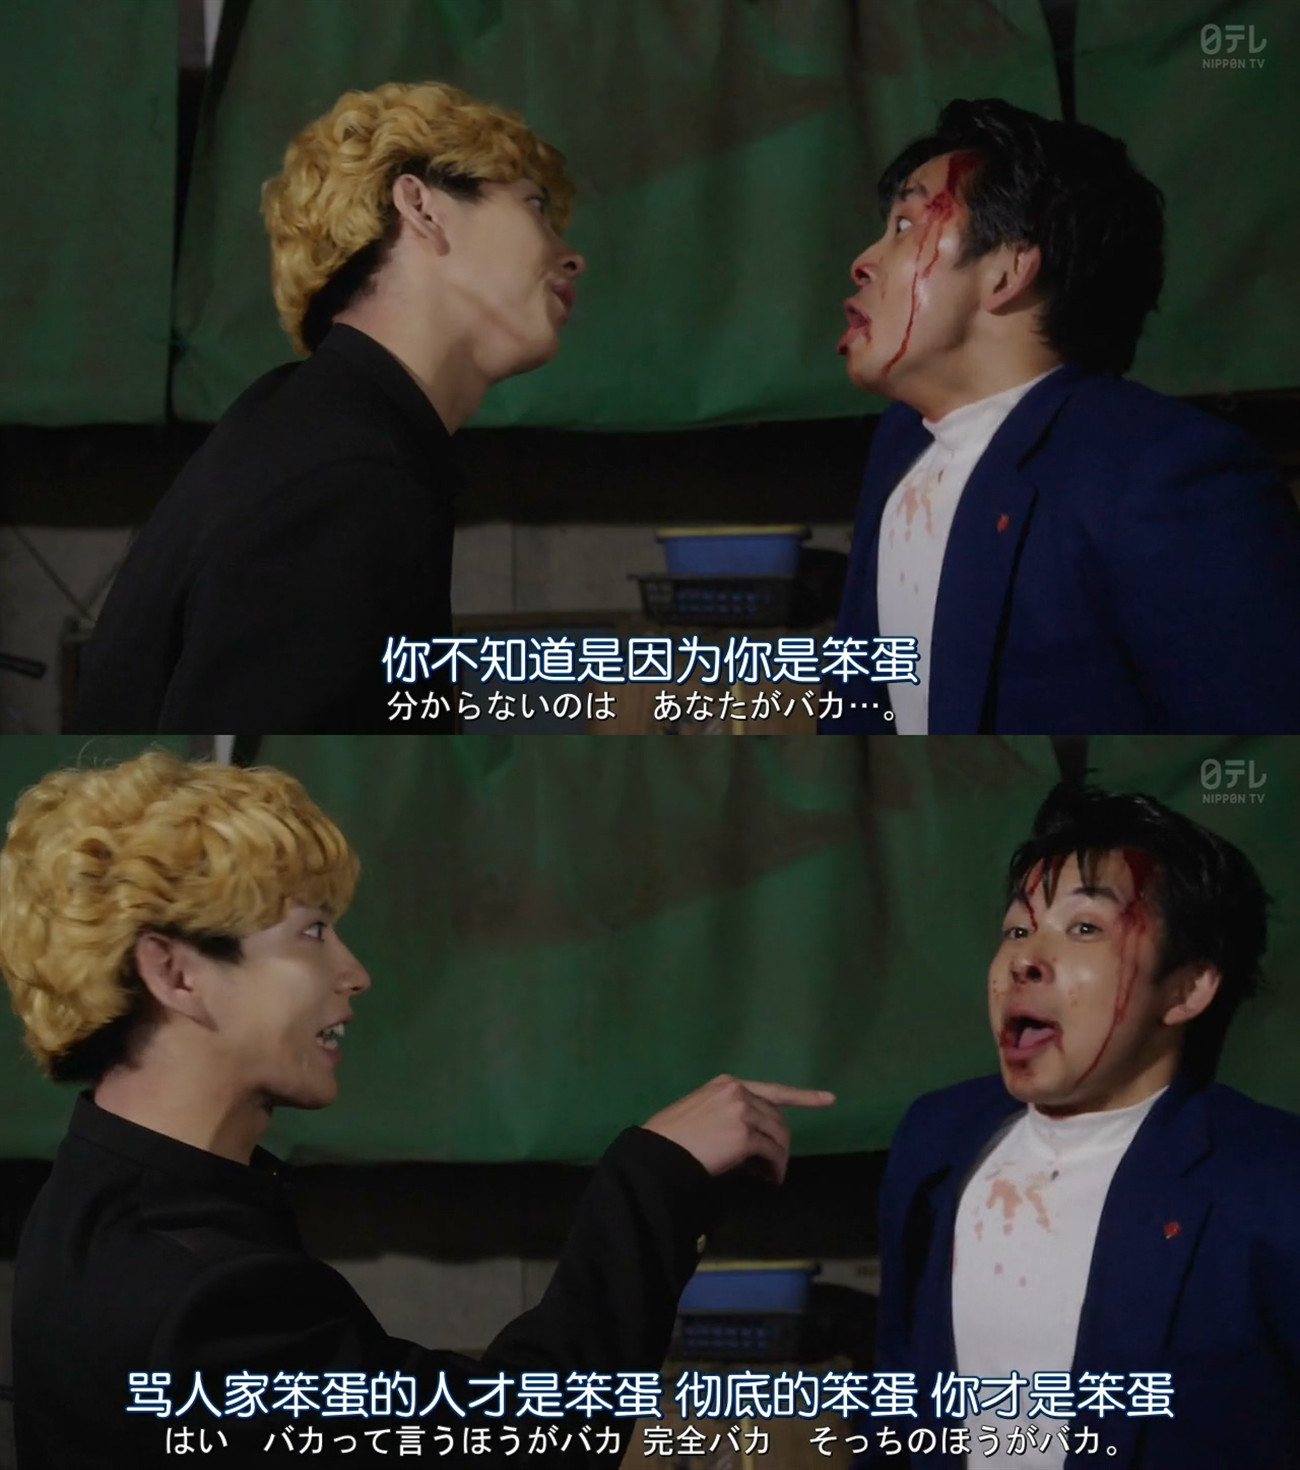 日テレ
NIPPON TV
你不知道是因为你是笨蛋
分からないのは　あなたがバカ…。
日テレ
NIPPON TV
骂人家笨蛋的人才是笨蛋 彻底的笨蛋 你才是笨蛋
はい　バカって言うほうがバカ 完全バカ　そっちのほうがバカ。